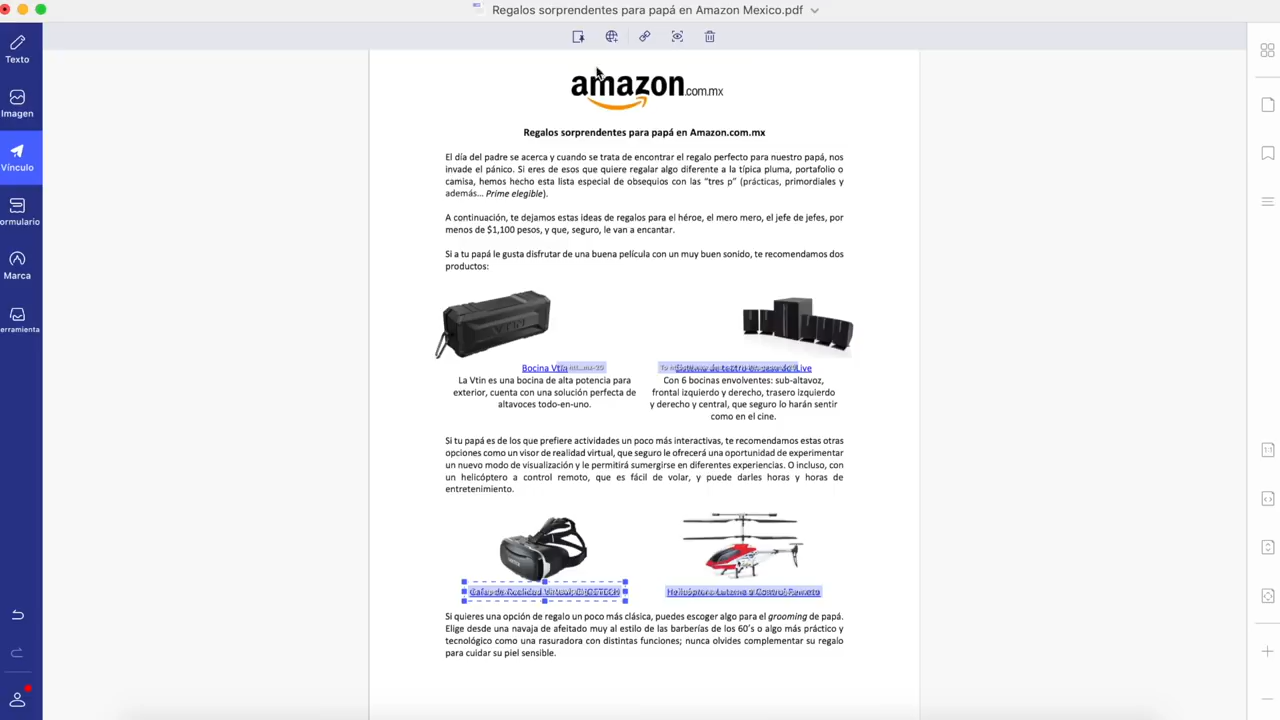 Regalos sorprendentes para papá en Amazon Mexico.pdf
Texto
Imagen
Vínculo
ormulario
Marca
erramienta
amazon.com.mx
Regalos sorprendentes para papá en Amazon.com.mx
El día del padre se acerca y cuando se trata de encontrar el regalo perfecto para nuestro papá, nos
invade el pánico. Si eres de esos que quiere regalar algo diferente a la típica pluma, portafolio o
camisa, hemos hecho esta lista especial de obsequios con las “tres p” (prácticas, primordiales y
además... Prime elegible).
A continuación, te dejamos estas ideas de regalos para el héroe, el mero mero, el jefe de jefes, por
menos de $1,100 pesos, y que, seguro, le van a encantar.
Si a tu papá le gusta disfrutar de una buena película con un muy buen sonido, te recomendamos dos
productos:
VTIN
Bocina Vtin
La Vtin es una bocina de alta potencia para
exterior, cuenta con una solución perfecta de
altavoces todo-en-uno.
Live
Con 6 bocinas envolventes: sub-altavoz,
frontal izquierdo y derecho, trasero izquierdo
y derecho y central, que seguro lo harán sentir
como en el cine.
Si tu papá es de los que prefiere actividades un poco más interactivas, te recomendamos estas otras
opciones como un visor de realidad virtual, que seguro le ofrecerá una oportunidad de experimentar
un nuevo modo de visualización y le permitirá sumergirse en diferentes experiencias. O incluso, con
un helicóptero a control remoto, que es fácil de volar, y puede darles horas y horas de
entretenimiento.
Si quieres una opción de regalo un poco más clásica, puedes escoger algo para el grooming de papá.
Elige desde una navaja de afeitado muy al estilo de las barberías de los 60´s o algo más práctico y
tecnológico como una rasuradora con distintas funciones; nunca olvides complementar su regalo
para cuidar su piel sensible.